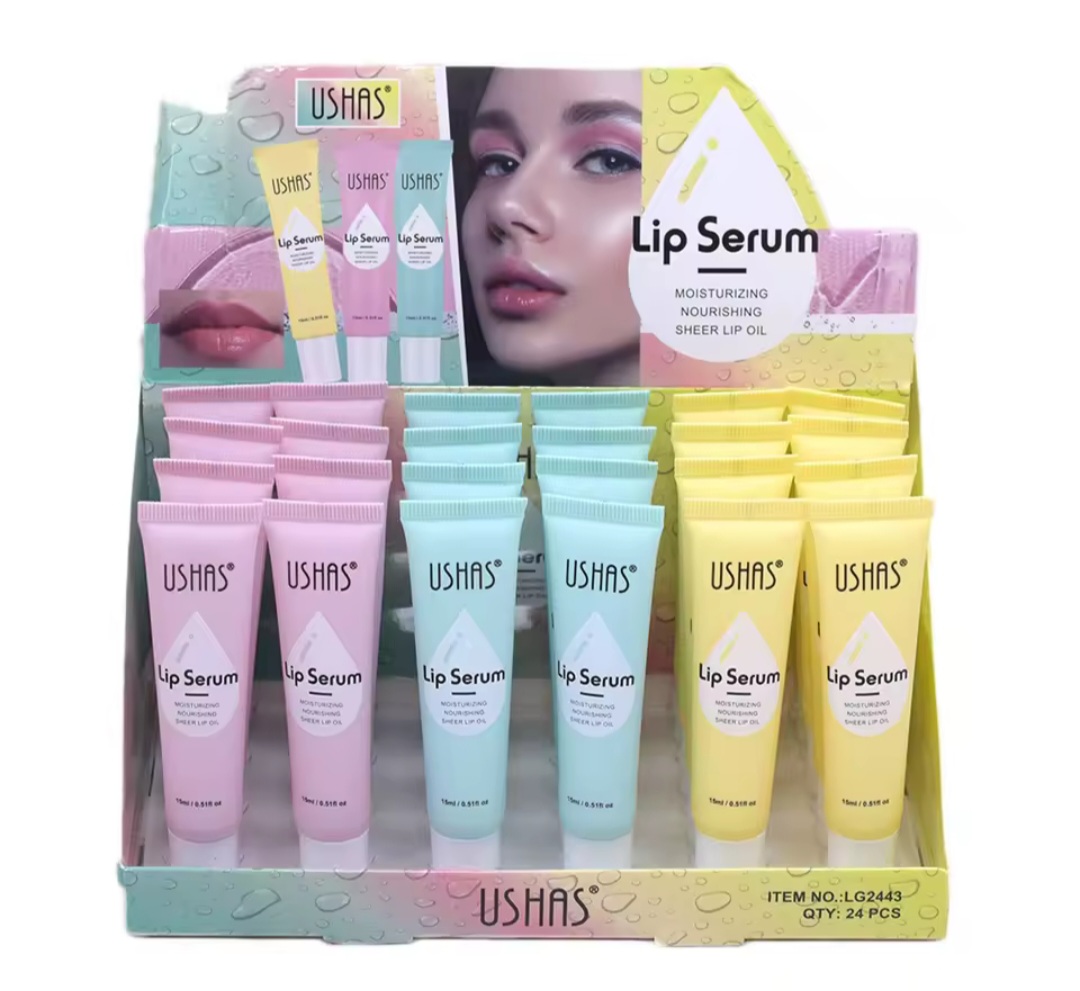 USHAS®
USHAS®
USHAS®
USHAS®
Lip Serum
Lip Serum
Lip Serum
Lip Serum
MOISTURIZING
NOURISHING
SHEER LIP OIL
USHAS®
Lip Serum
MOISTURIZING
NOURISHING
SHEER LIP OIL
15ml / 0.51fl oz
USHAS®
Lip Serum
MOISTURIZING
NOURISHING
SHEER LIP OIL
15ml / 0.51fl oz
USHAS®
Lip Serum
MOISTURIZING
NOURISHING
SHEER LIP OIL
15ml / 0.51fl oz
USHAS®
Lip Serum
MOISTURIZING
NOURISHING
SHEER LIP OIL
15ml / 0.51fl oz
USHAS®
Lip Serum
MOISTURIZING
NOURISHING
SHEER LIP OIL
15ml / 0.51fl oz
USHAS®
Lip Serum
MOISTURIZING
NOURISHING
SHEER LIP OIL
15ml / 0.51fl oz
USHAS®
ITEM NO.:LG2443
QTY: 24 PCS